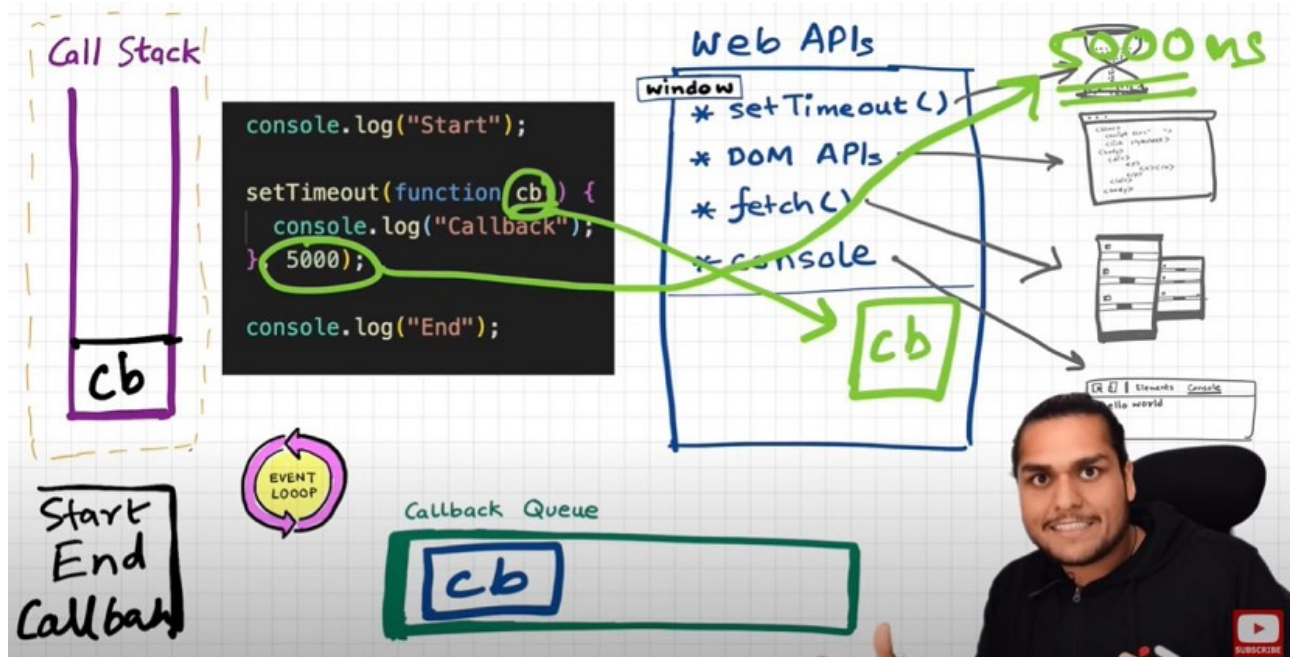 Call Stack
cb
Start
End
Callbah
console.log("Start");
setTimeout(function cb() {
console.log("Callback");
}, 5000);
console.log("End");
EVENT
LOOOP
Web APIs
window
* setTimeout()
* DOM APIs
* fetch()
* console
cb
5000ms
Elements Console
hello world
Callback Queue
cb
SUBSCRIBE